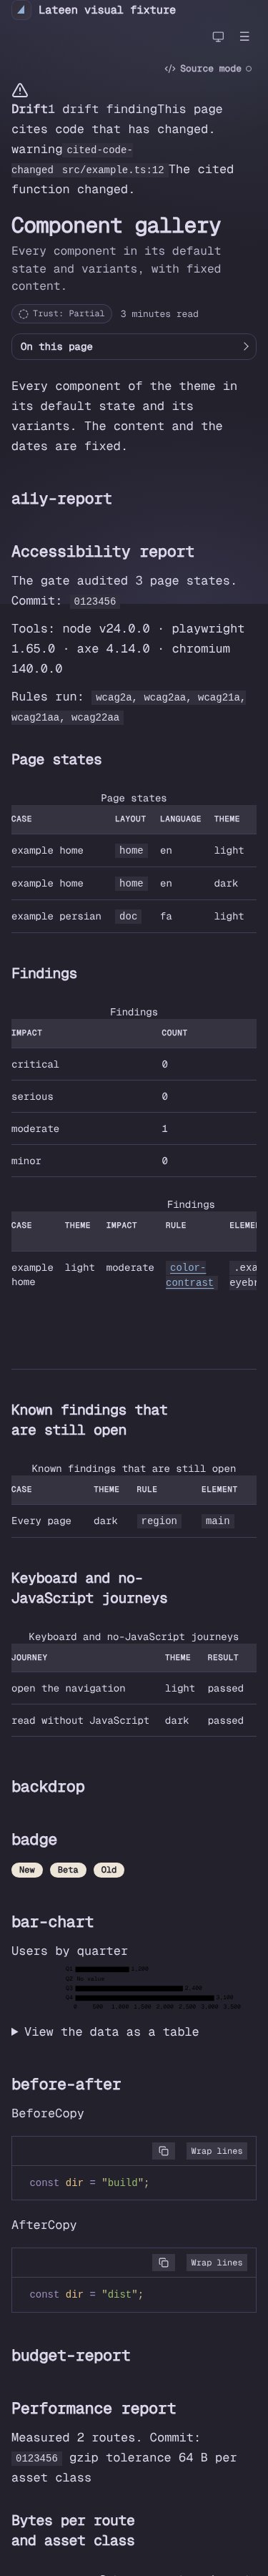 Lateen visual fixture
Source mode
Drift1 drift findingThis page
cites code that has changed.
warning cited-code-
changed src/example.ts:12 The cited
function changed.
Component gallery
Every component in its default
state and variants, with fixed
content.
Trust: Partial 3 minutes read
On this page
Every component of the theme in
its default state and its
variants. The content and the
dates are fixed.
a11y-report
Accessibility report
The gate audited 3 page states.
Commit: 0123456
Tools: node v24.0.0 · playwright
1.65.0 · axe 4.14.0 · chromium
140.0.0
Rules run: wcag2a, wcag2aa, wcag21a,
wcag21aa, wcag22aa
Page states
Page states
CASE LAYOUT LANGUAGE THEME
example home home en light
example home home en dark
example persian doc fa light
Findings
Findings
IMPACT COUNT
critical 0
serious 0
moderate 1
minor 0
Findings
CASE THEME IMPACT RULE
example light moderate color-
home contrast
Known findings that
are still open
Known findings that are still open
CASE THEME RULE ELEMENT
Every page dark region main
Keyboard and no-
JavaScript journeys
Keyboard and no-JavaScript journeys
JOURNEY THEME RESULT
open the navigation light passed
read without JavaScript dark passed
backdrop
badge
New Beta Old
bar-chart
Users by quarter
View the data as a table
before-after
BeforeCopy
Wrap lines
const dir = "build";
AfterCopy
Wrap lines
const dir = "dist";
budget-report
Performance report
Measured 2 routes. Commit:
0123456 gzip tolerance 64 B per
asset class
Bytes per route
and asset class